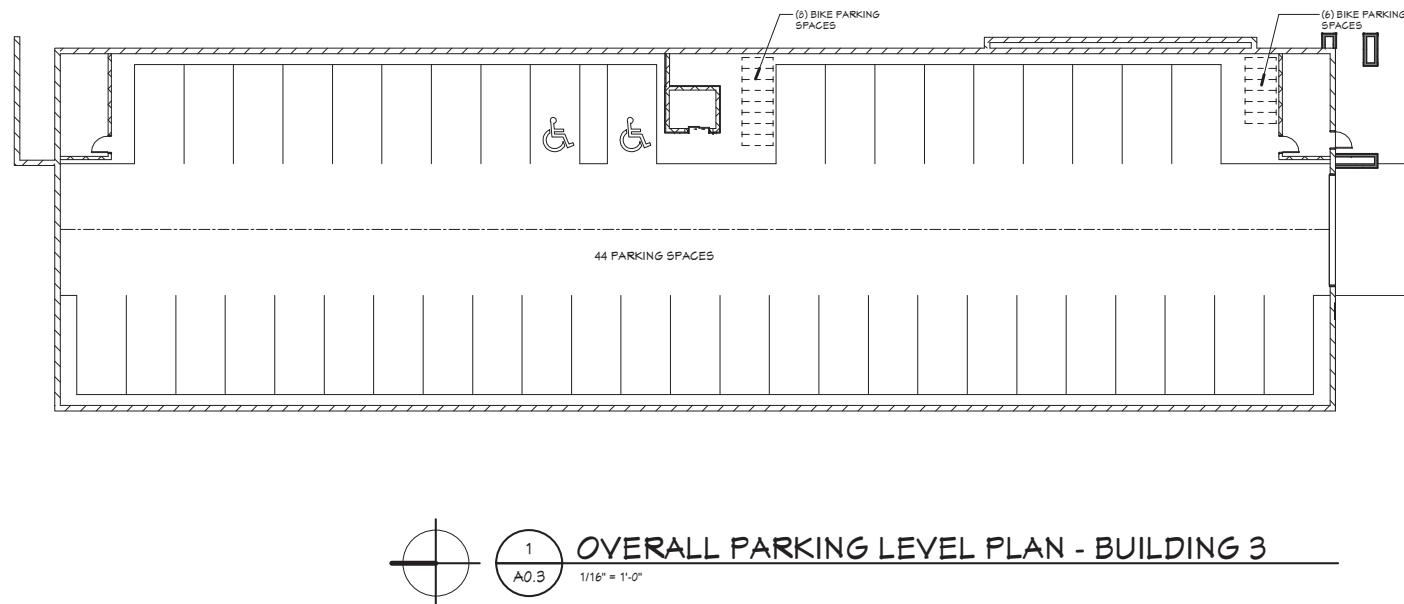 (8) BIKE PARKING
SPACES
(6) BIKE PARKING
SPACES
44 PARKING SPACES
1
A0.3
OVERALL PARKING LEVEL PLAN - BUILDING 3
1/16" = 1'-0"